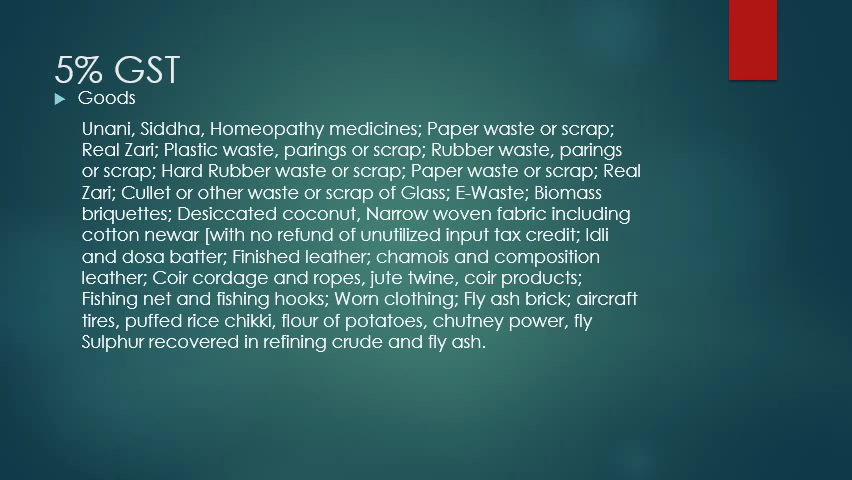 5% GST
Goods
Unani, Siddha, Homeopathy medicines; Paper waste or scrap;
Real Zari; Plastic waste, parings or scrap; Rubber waste, parings
or scrap; Hard Rubber waste or scrap; Paper waste or scrap; Real
Zari; Cullet or other waste or scrap of Glass; E-Waste; Biomass
briquettes; Desiccated coconut, Narrow woven fabric including
cotton newar [with no refund of unutilized input tax credit; Idli
and dosa batter; Finished leather; chamois and composition
leather; Coir cordage and ropes, jute twine, coir products;
Fishing net and fishing hooks; Worn clothing; Fly ash brick; aircraft
tires, puffed rice chikki, flour of potatoes, chutney power, fly
Sulphur recovered in refining crude and fly ash.